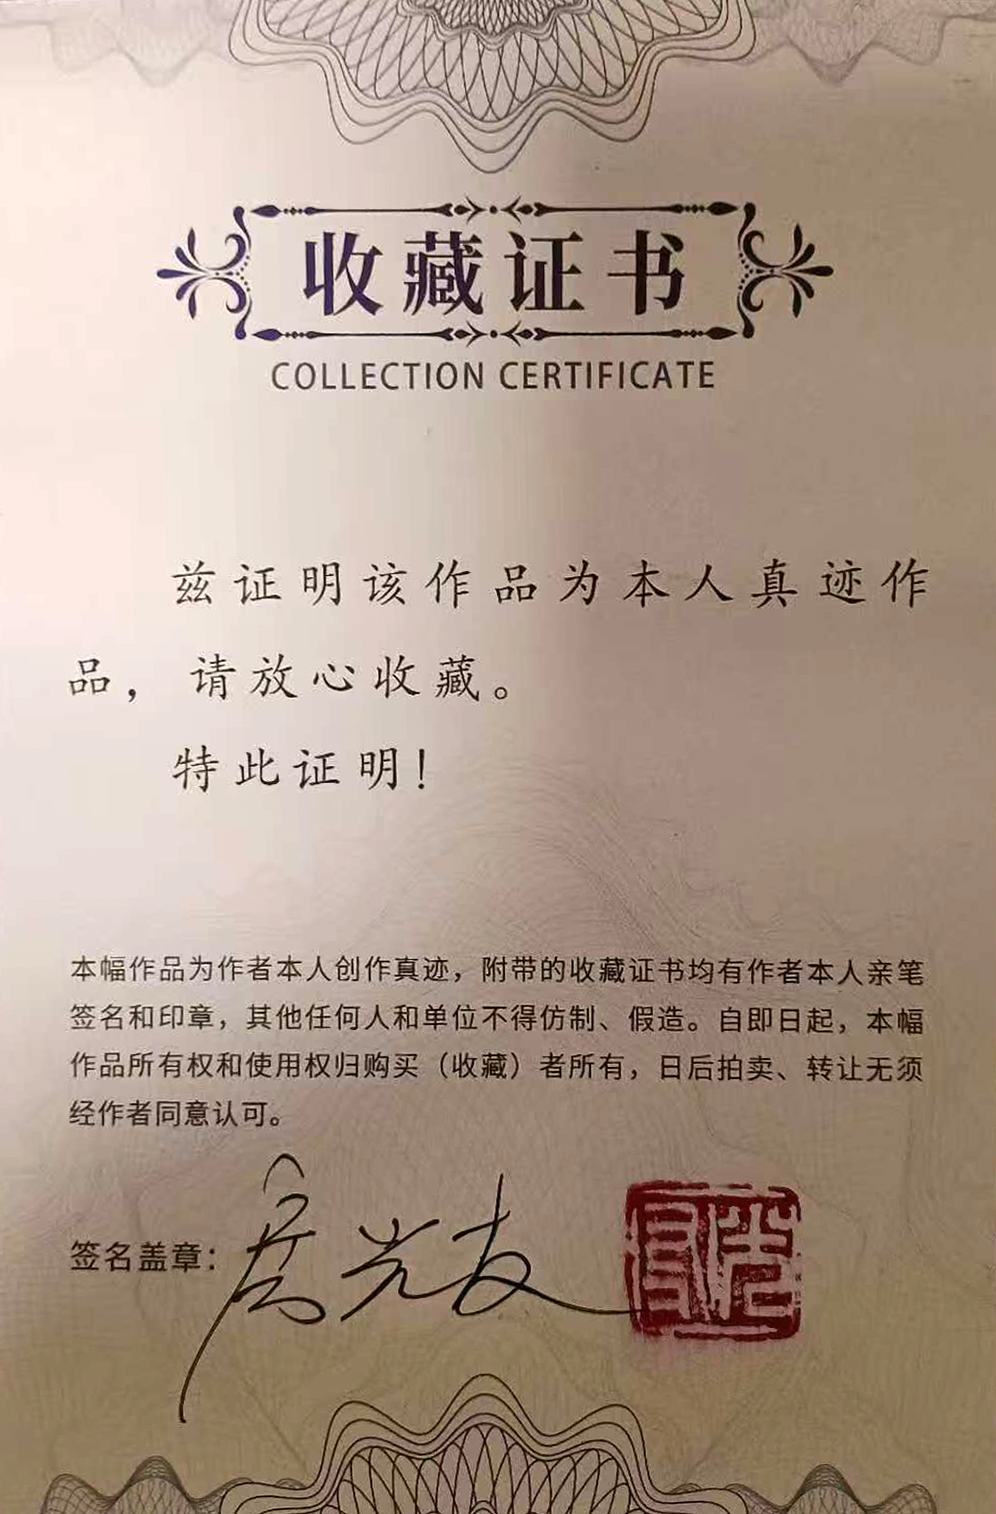 收藏证书
COLLECTION CERTIFICATE
兹证明该作品为本人真迹作
品，请放心收藏。
特此证明！
本幅作品为作者本人创作真迹，附带的收藏证书均有作者本人亲笔
签名和印章，其他任何人和单位不得仿制、假造。自即日起，本幅
作品所有权和使用权归购买（收藏）者所有，日后拍卖、转让无须
经作者同意认可。
签名盖章：